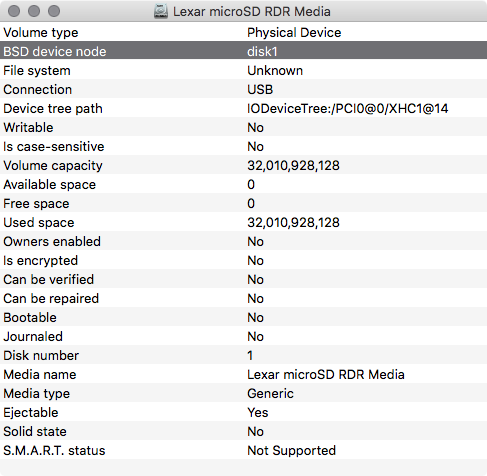 Lexar microSD RDR Media
Volume type Physical Device
BSD device node disk1
File system Unknown
Connection USB
Device tree path IODeviceTree:/PCI0@0/XHC1@14
Writable No
Is case-sensitive No
Volume capacity 32,010,928,128
Available space 0
Free space 0
Used space 32,010,928,128
Owners enabled No
Is encrypted No
Can be verified No
Can be repaired No
Bootable No
Journaled No
Disk number 1
Media name Lexar microSD RDR Media
Media type Generic
Ejectable Yes
Solid state No
S.M.A.R.T. status Not Supported